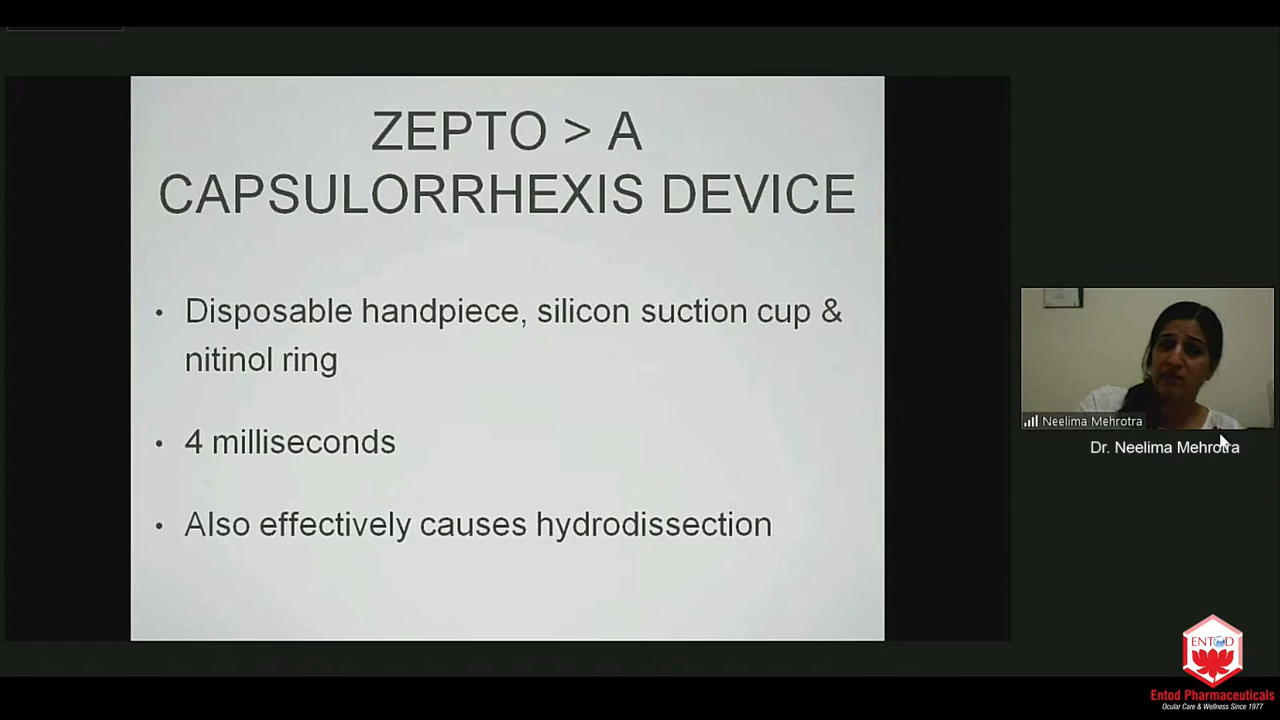 ZEPTO > A
CAPSULORRHEXIS DEVICE
• Disposable handpiece, silicon suction cup &
nitinol ring
• 4 milliseconds
• Also effectively causes hydrodissection
Neelima Mehrotra
Dr. Neelima Mehrotra
ENTOD
Entod Pharmaceuticals
Ocular Care & Wellness Since 1977